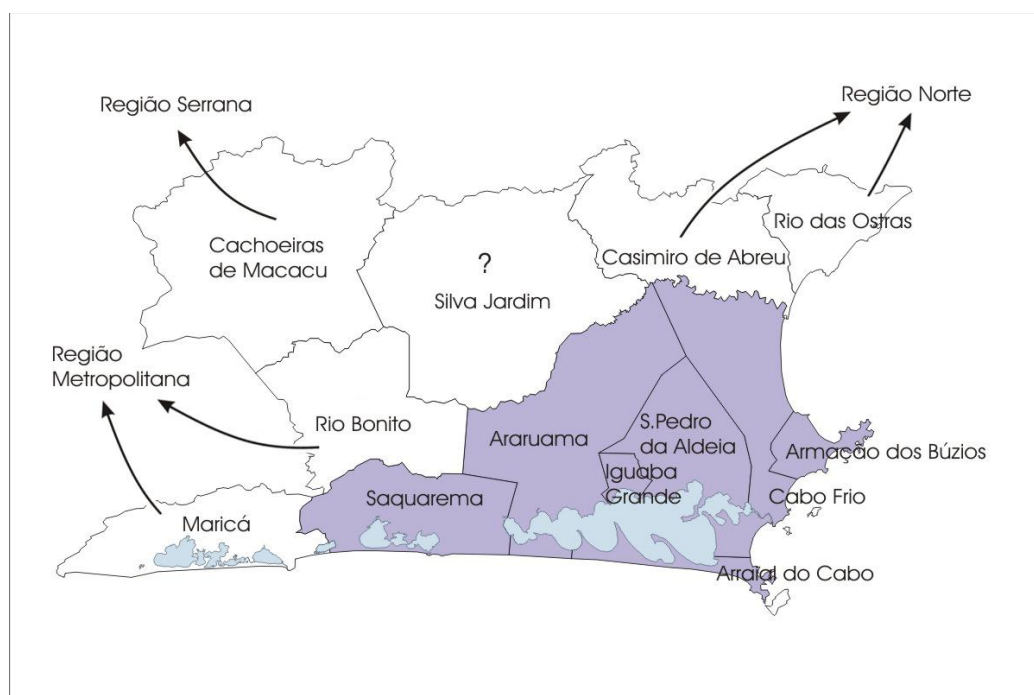 Região Serrana
Região Norte
Rio das Ostras
Cachoeiras
de Macacu
Casimiro de Abreu
?
Silva Jardim
Região
Metropolitana
Rio Bonito
S.Pedro
da Aldeia
Araruama
Armação dos Búzios
Iguaba
Grande
Saquarema
Cabo Frio
Maricá
Arraial do Cabo